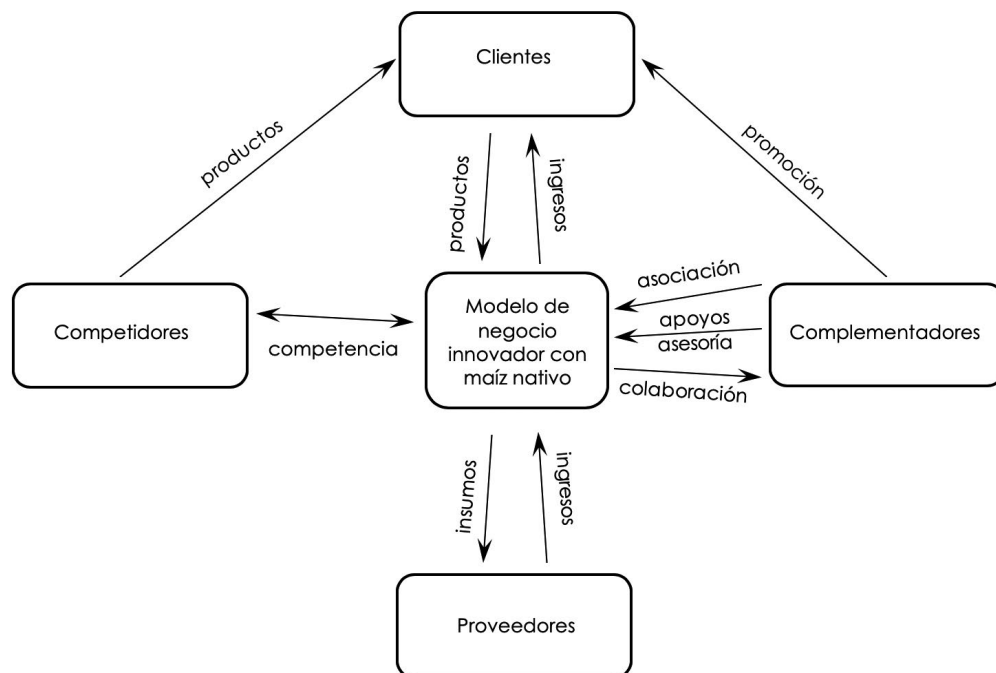 Clientes
productos
promoción
productos
ingresos
asociación
Competidores
competencia
Modelo de
negocio
innovador con
maíz nativo
apoyos
asesoría
Complementadores
colaboración
insumos
ingresos
Proveedores